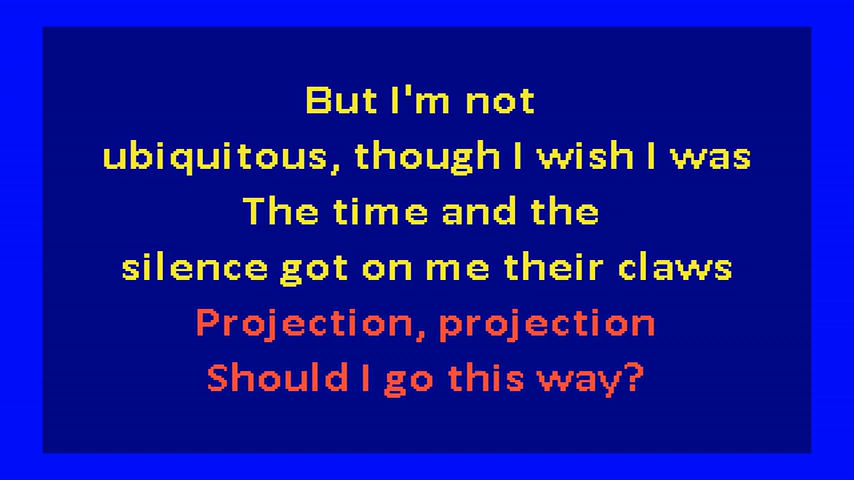 But I'm not
ubiquitous, though I wish I was
The time and the
silence got on me their claws
Projection, projection
Should I go this way?